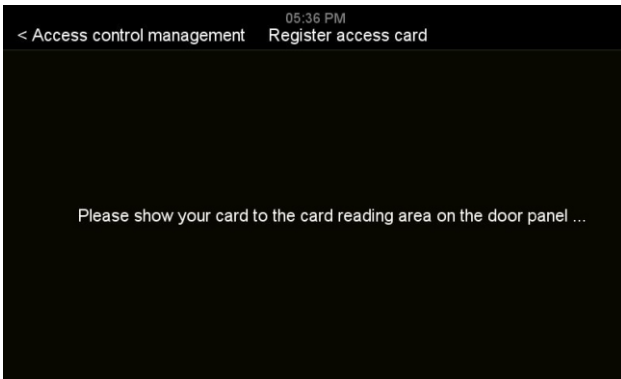 05:36 PM
< Access control management Register access card
Please show your card to the card reading area on the door panel ...